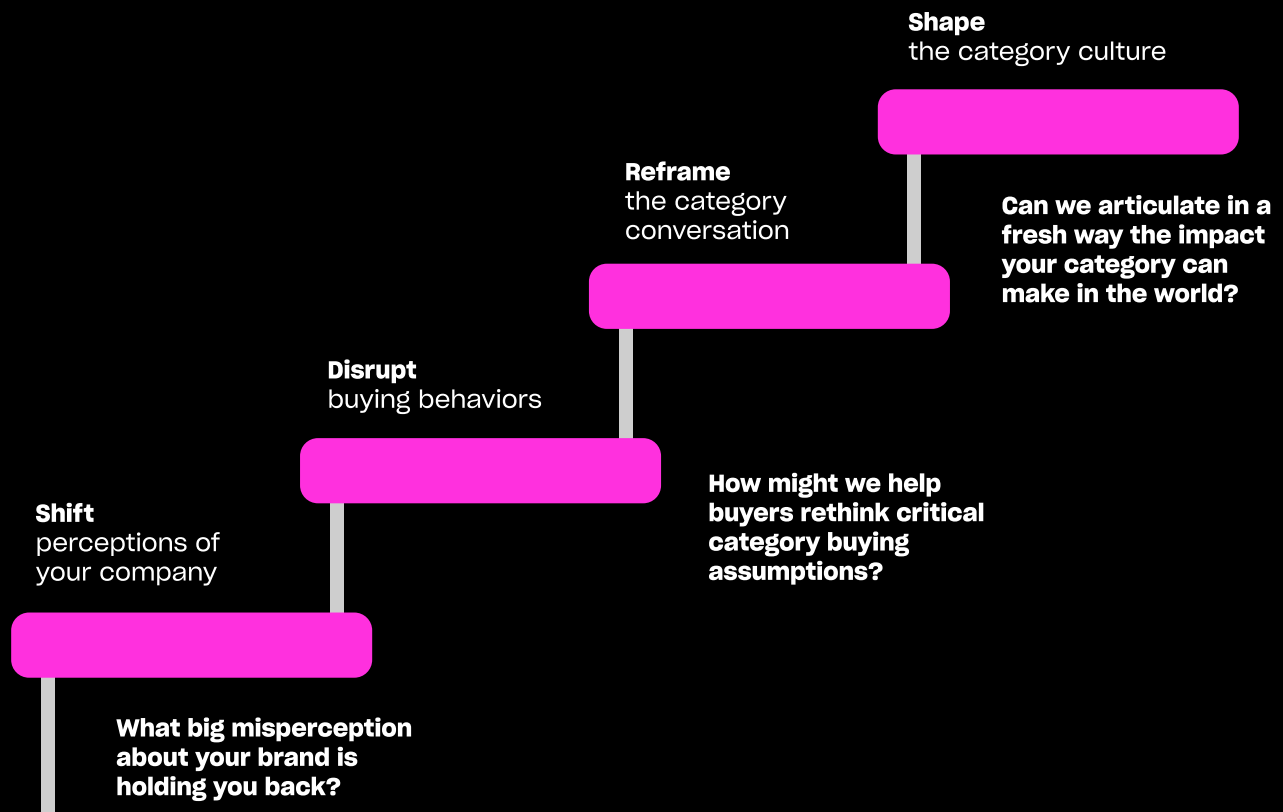 Shape
the category culture
Can we articulate in a
fresh way the impact
your category can
make in the world?
Reframe
the category
conversation
How might we help
buyers rethink critical
category buying
assumptions?
Disrupt
buying behaviors
Shift
perceptions of
your company
What big misperception
about your brand is
holding you back?